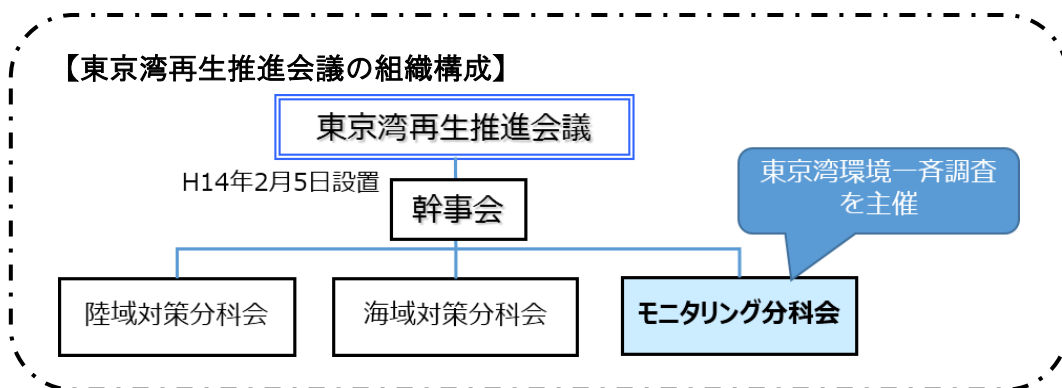 【東京湾再生推進会議の組織構成】
東京湾再生推進会議
H14年2月5日設置
幹事会
東京湾環境一斉調査
を主催
陸域対策分科会
海域対策分科会
モニタリング分科会